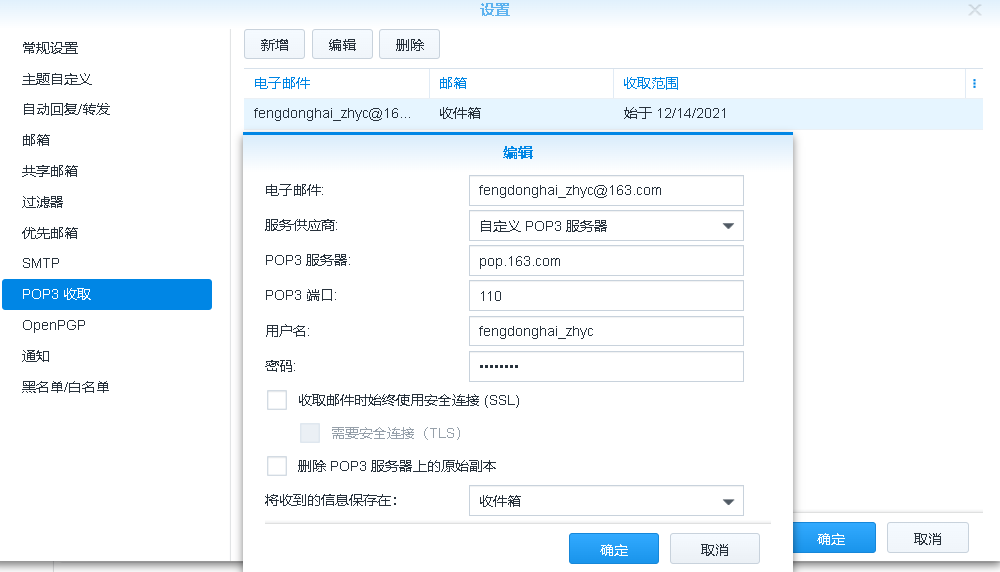 设置
常规设置
主题自定义
自动回复/转发
邮箱
共享邮箱
过滤器
优先邮箱
SMTP
POP3 收取
OpenPGP
通知
黑名单/白名单
新增 编辑 删除
电子邮件 邮箱 收取范围
fengdonghai_zhyc@16... 收件箱 始于 12/14/2021
编辑
电子邮件: fengdonghai_zhyc@163.com
服务供应商: 自定义 POP3 服务器
POP3 服务器: pop.163.com
POP3 端口: 110
用户名: fengdonghai_zhyc
密码: ••••••••
收取邮件时始终使用安全连接 (SSL)
需要安全连接（TLS）
删除 POP3 服务器上的原始副本
将收到的信息保存在: 收件箱
确定 取消
确定 取消